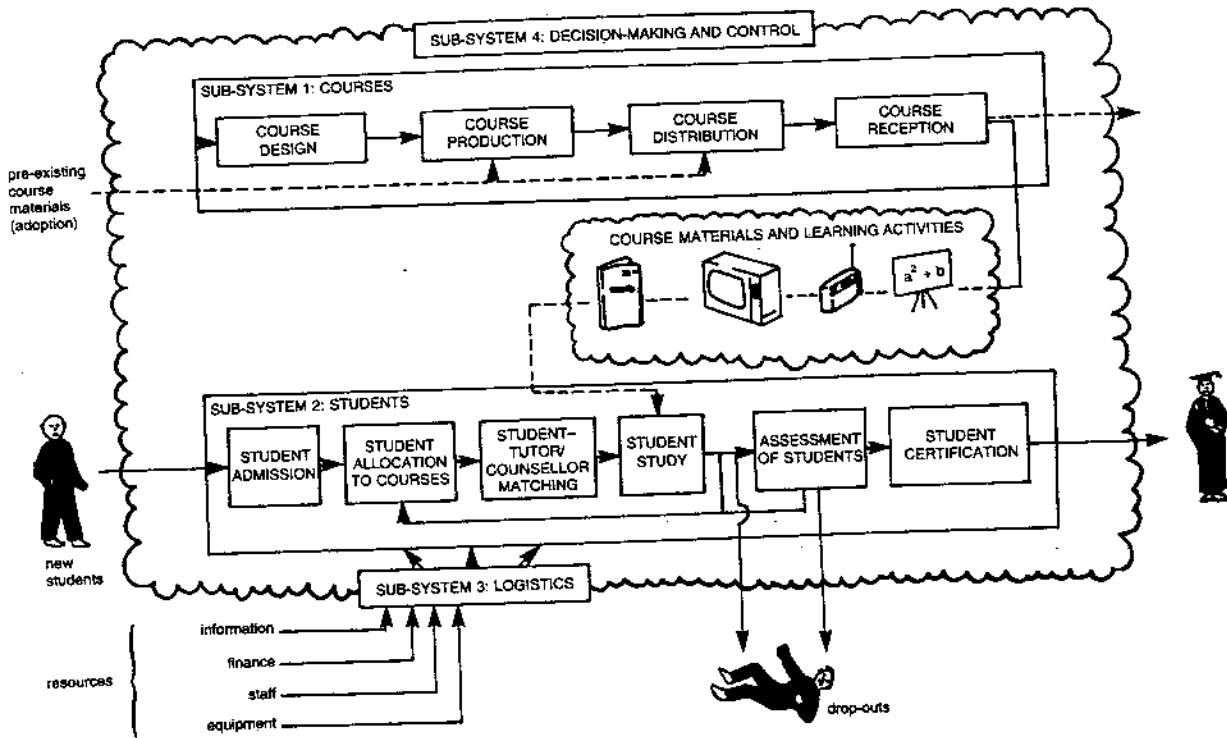 SUB-SYSTEM 4: DECISION-MAKING AND CONTROL
SUB-SYSTEM 1: COURSES
COURSE
DESIGN
COURSE
PRODUCTION
COURSE
DISTRIBUTION
COURSE
RECEPTION
pre-existing
course
materials
(adoption)
COURSE MATERIALS AND LEARNING ACTIVITIES
a² + b
SUB-SYSTEM 2: STUDENTS
STUDENT
ADMISSION
STUDENT
ALLOCATION
TO COURSES
STUDENT–
TUTOR/
COUNSELLOR
MATCHING
STUDENT
STUDY
ASSESSMENT
OF STUDENTS
STUDENT
CERTIFICATION
new
students
SUB-SYSTEM 3: LOGISTICS
resources
information
finance
staff
equipment
drop-outs